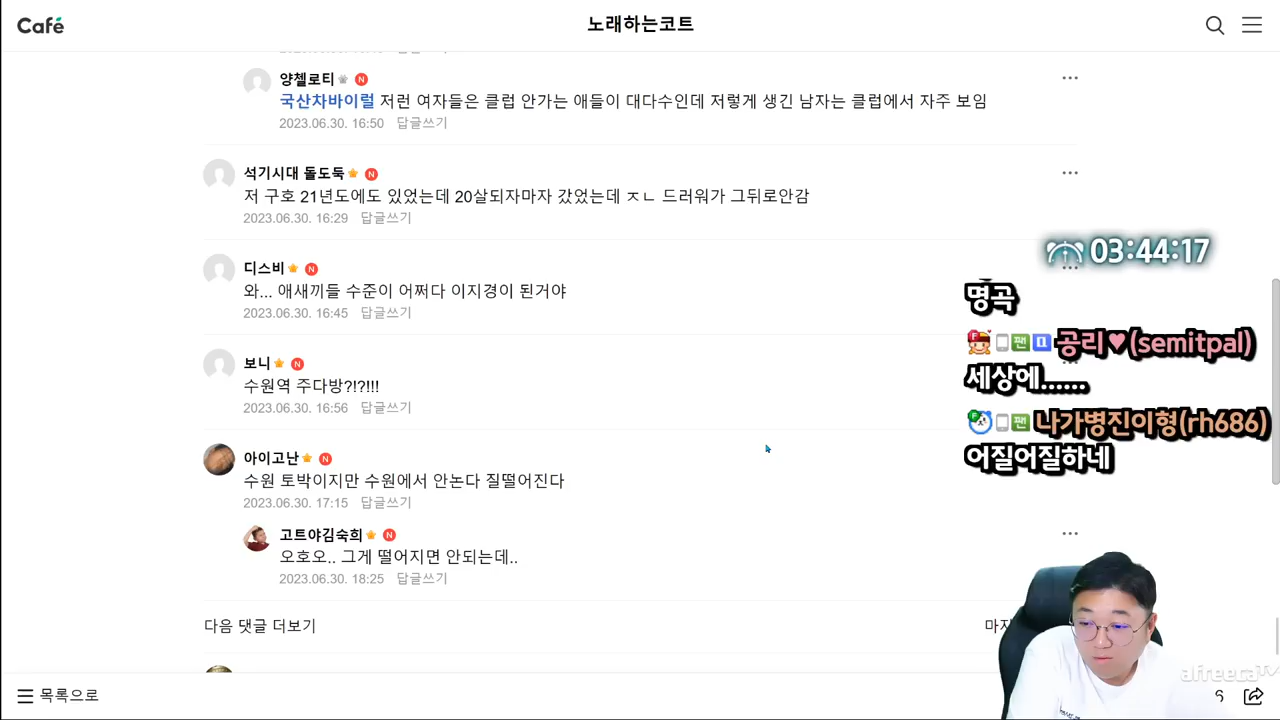 Café
노래하는코트
양첼로티 N
국산차바이럴 저런 여자들은 클럽 안가는 애들이 대다수인데 저렇게 생긴 남자는 클럽에서 자주 보임
2023.06.30. 16:50 답글쓰기
석기시대 돌도둑 N
저 구호 21년도에도 있었는데 20살되자마자 갔었는데 ㅈㄴ 드러워가 그뒤로안감
2023.06.30. 16:29 답글쓰기
03:44:17
디스비 N
와... 애새끼들 수준이 어쩌다 이지경이 된거야
2023.06.30. 16:45 답글쓰기
명곡
공리♥(semitpal)
세상에......
보니 N
수원역 주다방?!?!!!
2023.06.30. 16:56 답글쓰기
나가병진이형(rh686)
어질어질하네
아이고난 N
수원 토박이지만 수원에서 안논다 질떨어진다
2023.06.30. 17:15 답글쓰기
고트야김숙희 N
오호오.. 그게 떨어지면 안되는데..
2023.06.30. 18:25 답글쓰기
다음 댓글 더보기
마지
afreecaTV
목록으로